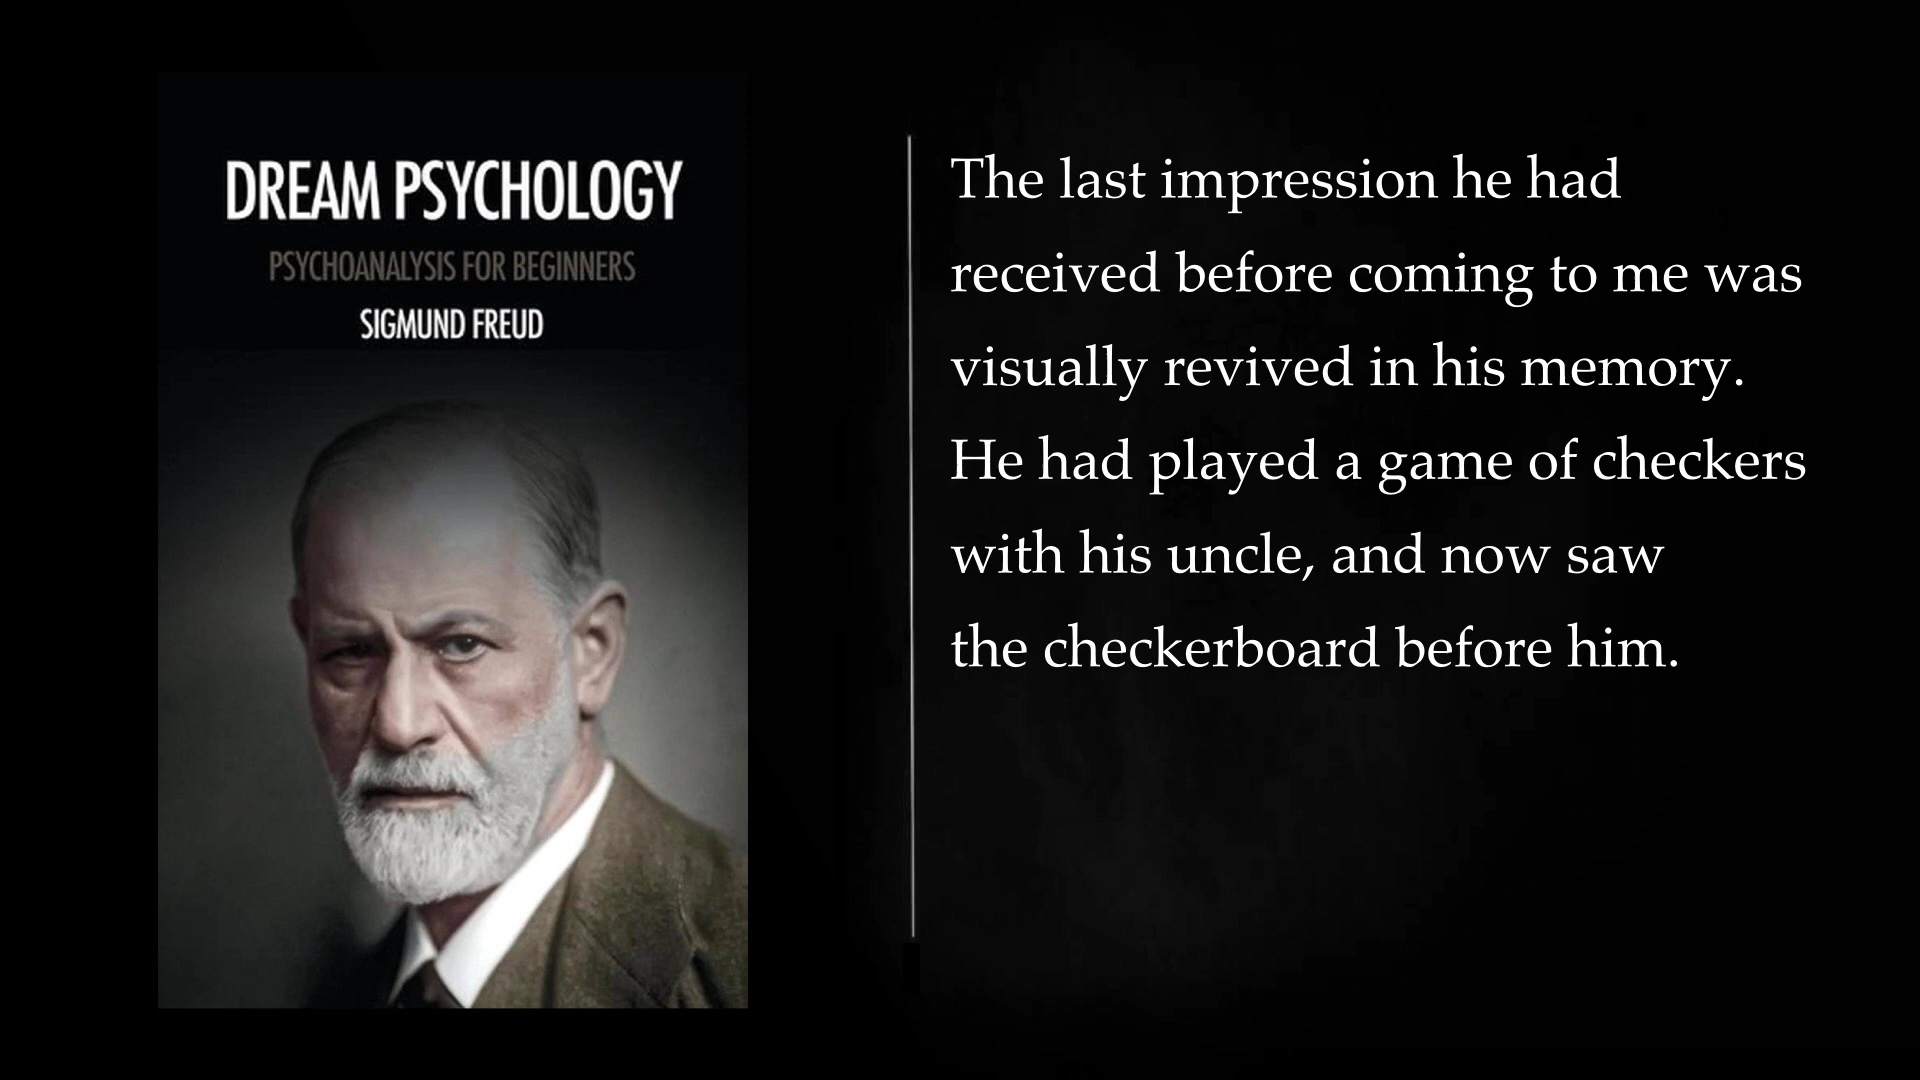 DREAM PSYCHOLOGY
PSYCHOANALYSIS FOR BEGINNERS
SIGMUND FREUD
The last impression he had
received before coming to me was
visually revived in his memory.
He had played a game of checkers
with his uncle, and now saw
the checkerboard before him.